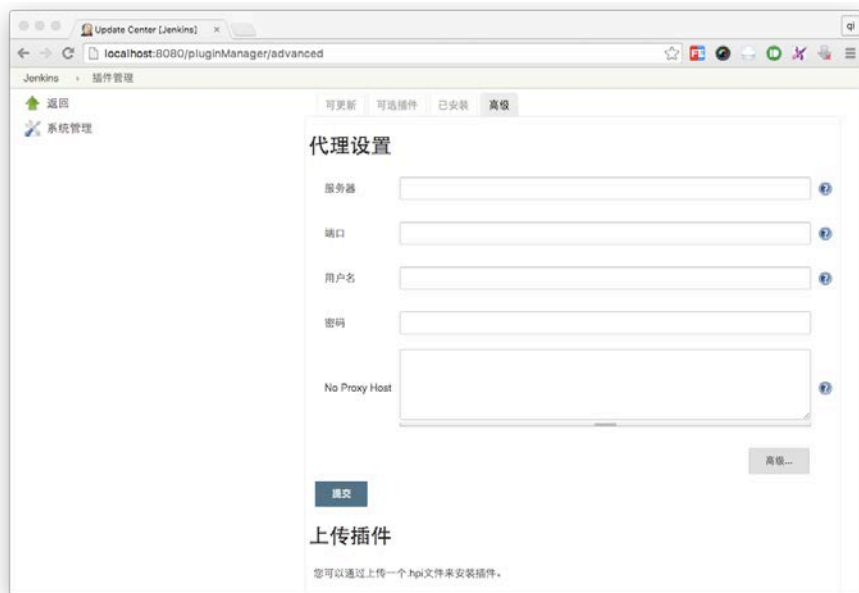 Update Center [Jenkins]
qi
localhost:8080/pluginManager/advanced
Jenkins › 插件管理
返回
系统管理
可更新 可选插件 已安装 高级
代理设置
服务器
端口
用户名
密码
No Proxy Host
高级...
提交
上传插件
您可以通过上传一个.hpi文件来安装插件。